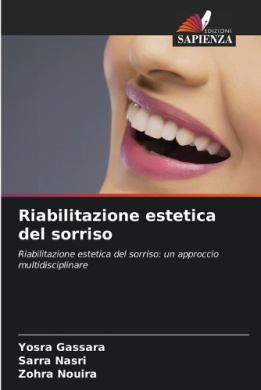 EDIZIONI
SAPIENZA
Riabilitazione estetica
del sorriso
Riabilitazione estetica del sorriso: un approccio
multidisciplinare
Yosra Gassara
Sarra Nasri
Zohra Nouira